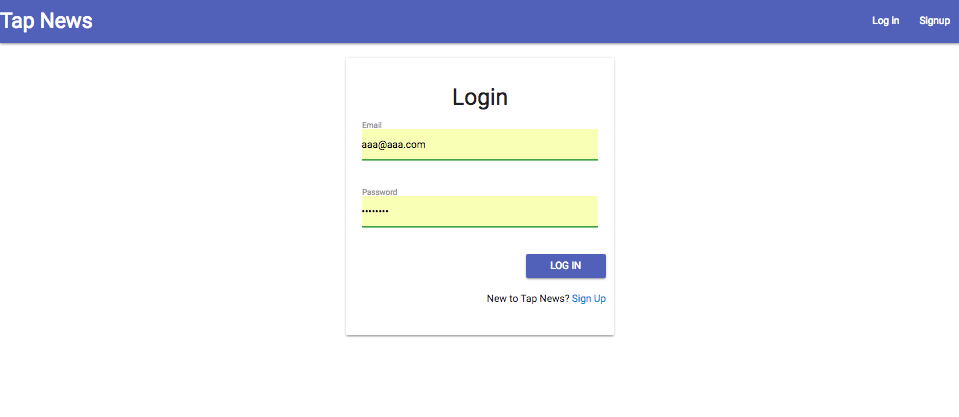 Tap News
Log in
Signup
Login
Email
aaa@aaa.com
Password
••••••••
LOG IN
New to Tap News? Sign Up